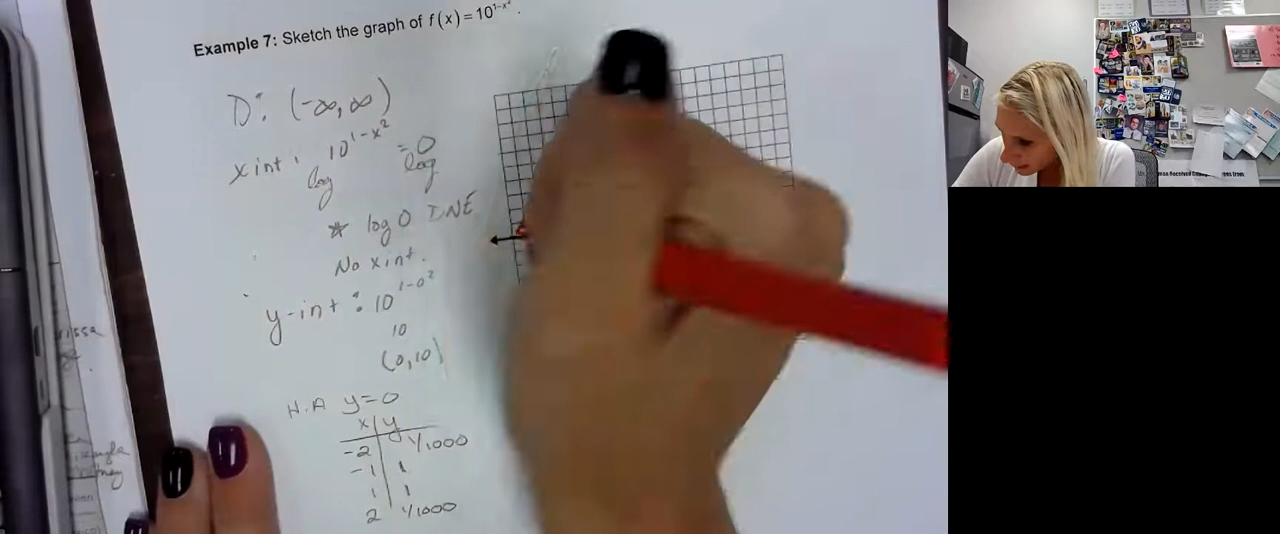 Example 7: Sketch the graph of f(x) = 10^{1-x²}.
D: (-∞, ∞)
x int: 10^{1-x²} = 0
log log
* log 0 DNE
No x int.
y-int: 10^{1-0²}
10
(0, 10)
H.A y = 0
x | y
-2 | 1/1000
-1 | 1
1 | 1
2 | 1/1000